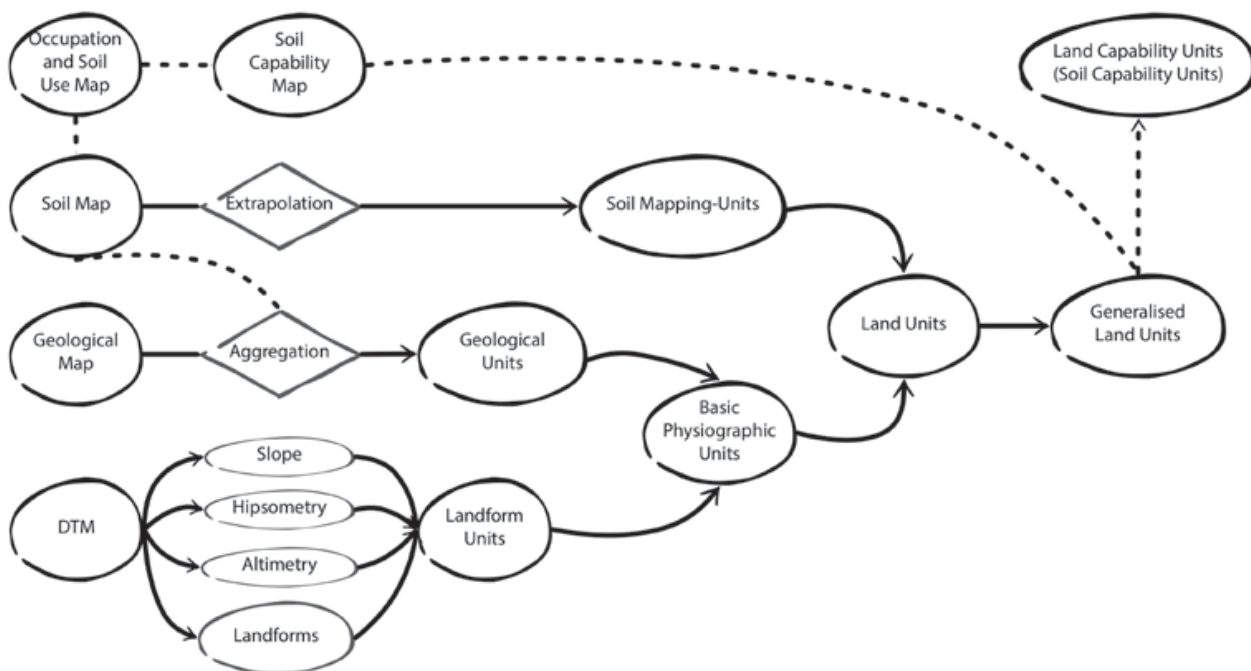 Occupation
and Soil
Use Map
Soil
Capability
Map
Land Capability Units
(Soil Capability Units)
Soil Map
Extrapolation
Soil Mapping-Units
Geological
Map
Aggregation
Geological
Units
Land Units
Generalised
Land Units
Basic
Physiographic
Units
DTM
Slope
Hipsometry
Altimetry
Landforms
Landform
Units